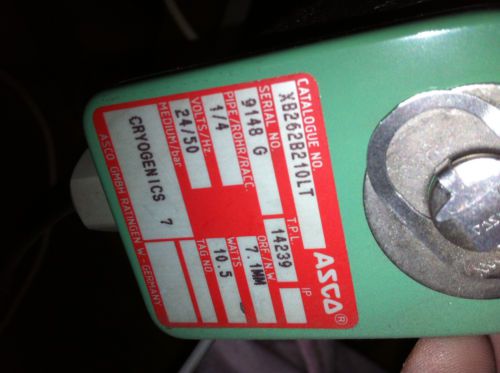 CATALOGUE NO. T.P.L. ASCO®
XB262B210LT 14239 IP
SERIAL NO. ORF/N.W.
9148 G 7.1MM
PIPE/ROHR/RACC. WATTS
1/4 10.5
VOLTS/Hz TAG NO
24/50
MEDIUM/bar
CRYOGENICS 7
ASCO GMBH RATINGEN W-GERMANY